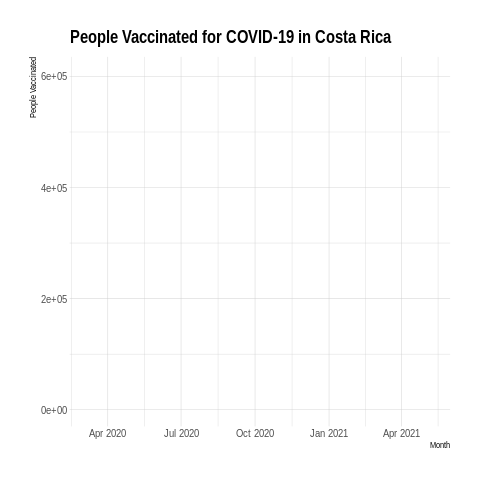 People Vaccinated for COVID-19 in Costa Rica
People Vaccinated
6e+05
4e+05
2e+05
0e+00
Apr 2020 Jul 2020 Oct 2020 Jan 2021 Apr 2021
Month